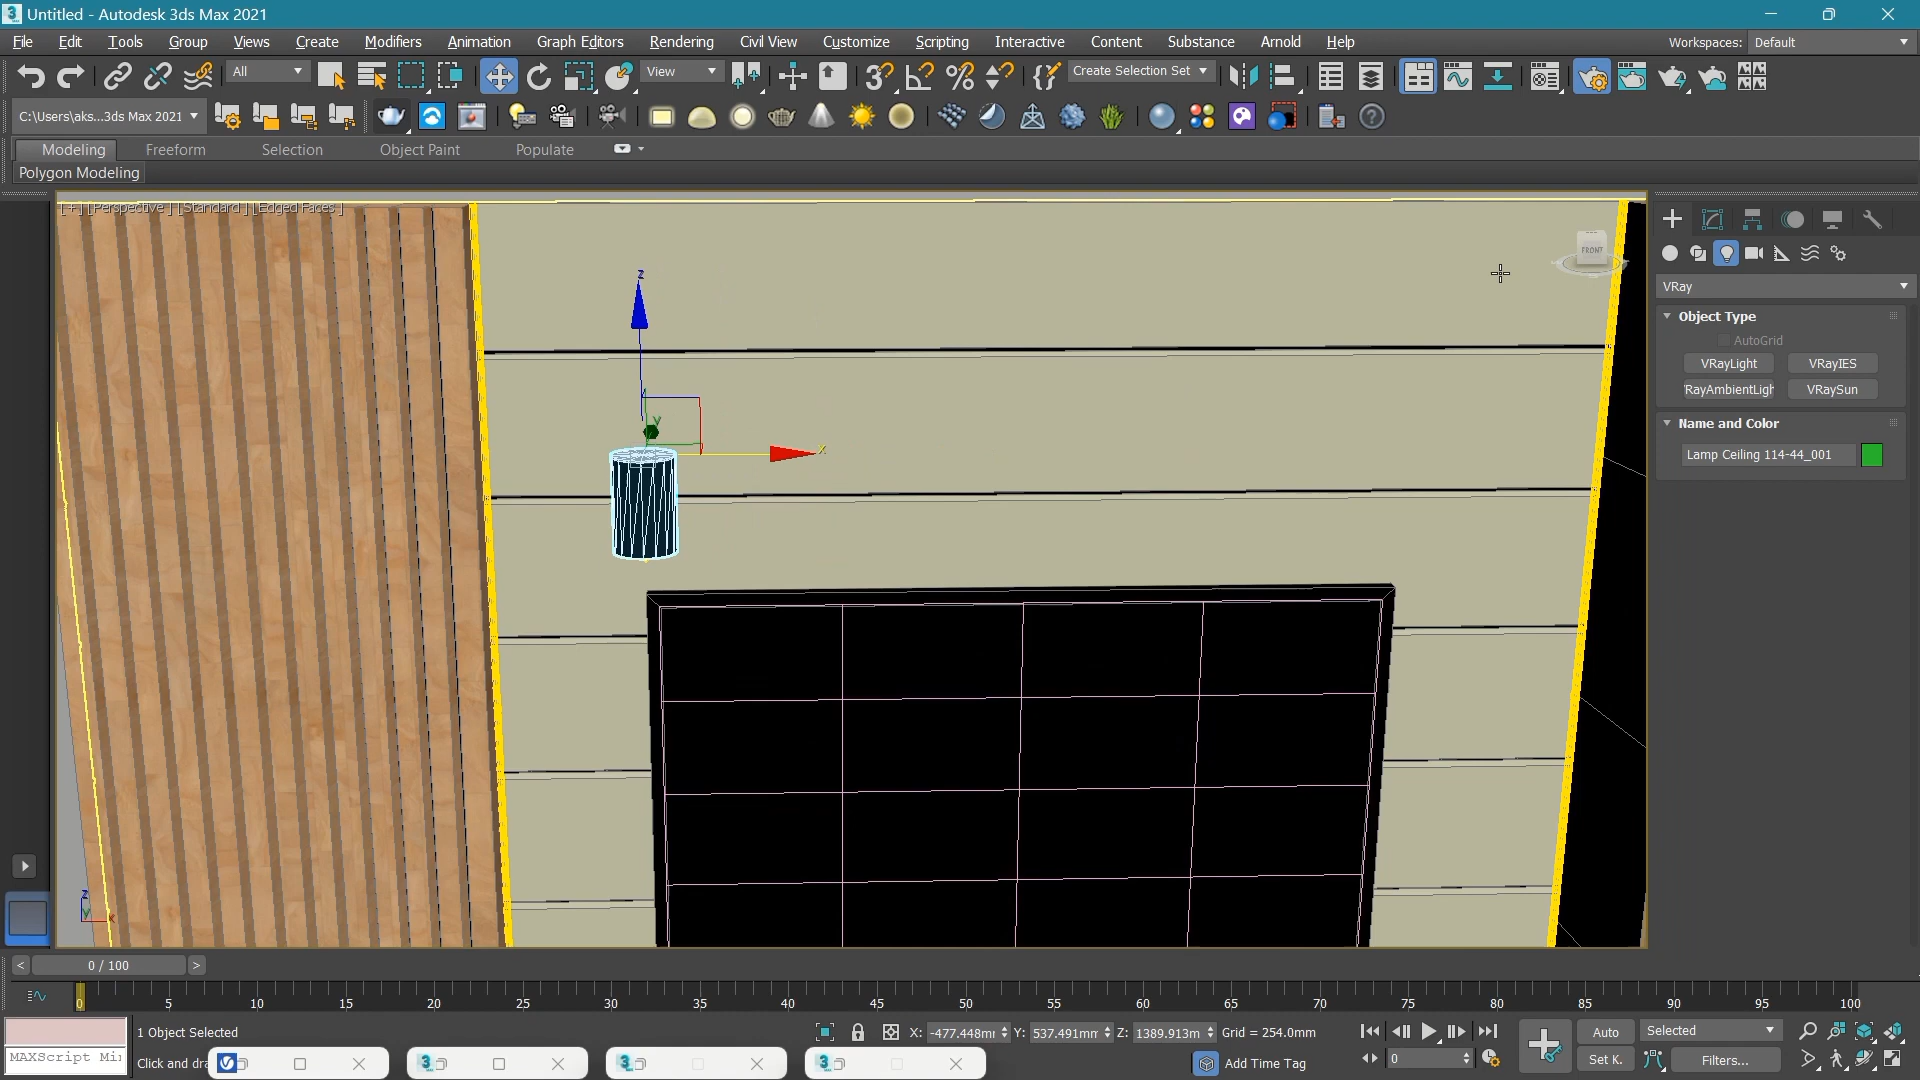 Untitled - Autodesk 3ds Max 2021
File Edit Tools Group Views Create Modifiers Animation Graph Editors Rendering Civil View Customize Scripting Interactive Content Substance Arnold Help Workspaces: Default
All View Create Selection Set
C:\Users\aks...3ds Max 2021
Modeling Freeform Selection Object Paint Populate
Polygon Modeling
[+] [Perspective ] [Standard ] [Edged Faces ]
FRONT
VRay
Object Type
AutoGrid
VRayLight VRayIES
VRaySun
Name and Color
Lamp Ceiling 114-44_001
z
y
x
z
y
x
< 0 / 100 >
0 5 10 15 20 25 30 35 40 45 50 55 60 65 70 75 80 85 90 95 100
1 Object Selected X: -477.448m Y: 537.491mm Z: 1389.913m Grid = 254.0mm Auto Selected
MAXScript Mi Click and dra Add Time Tag 0 Set K. Filters...